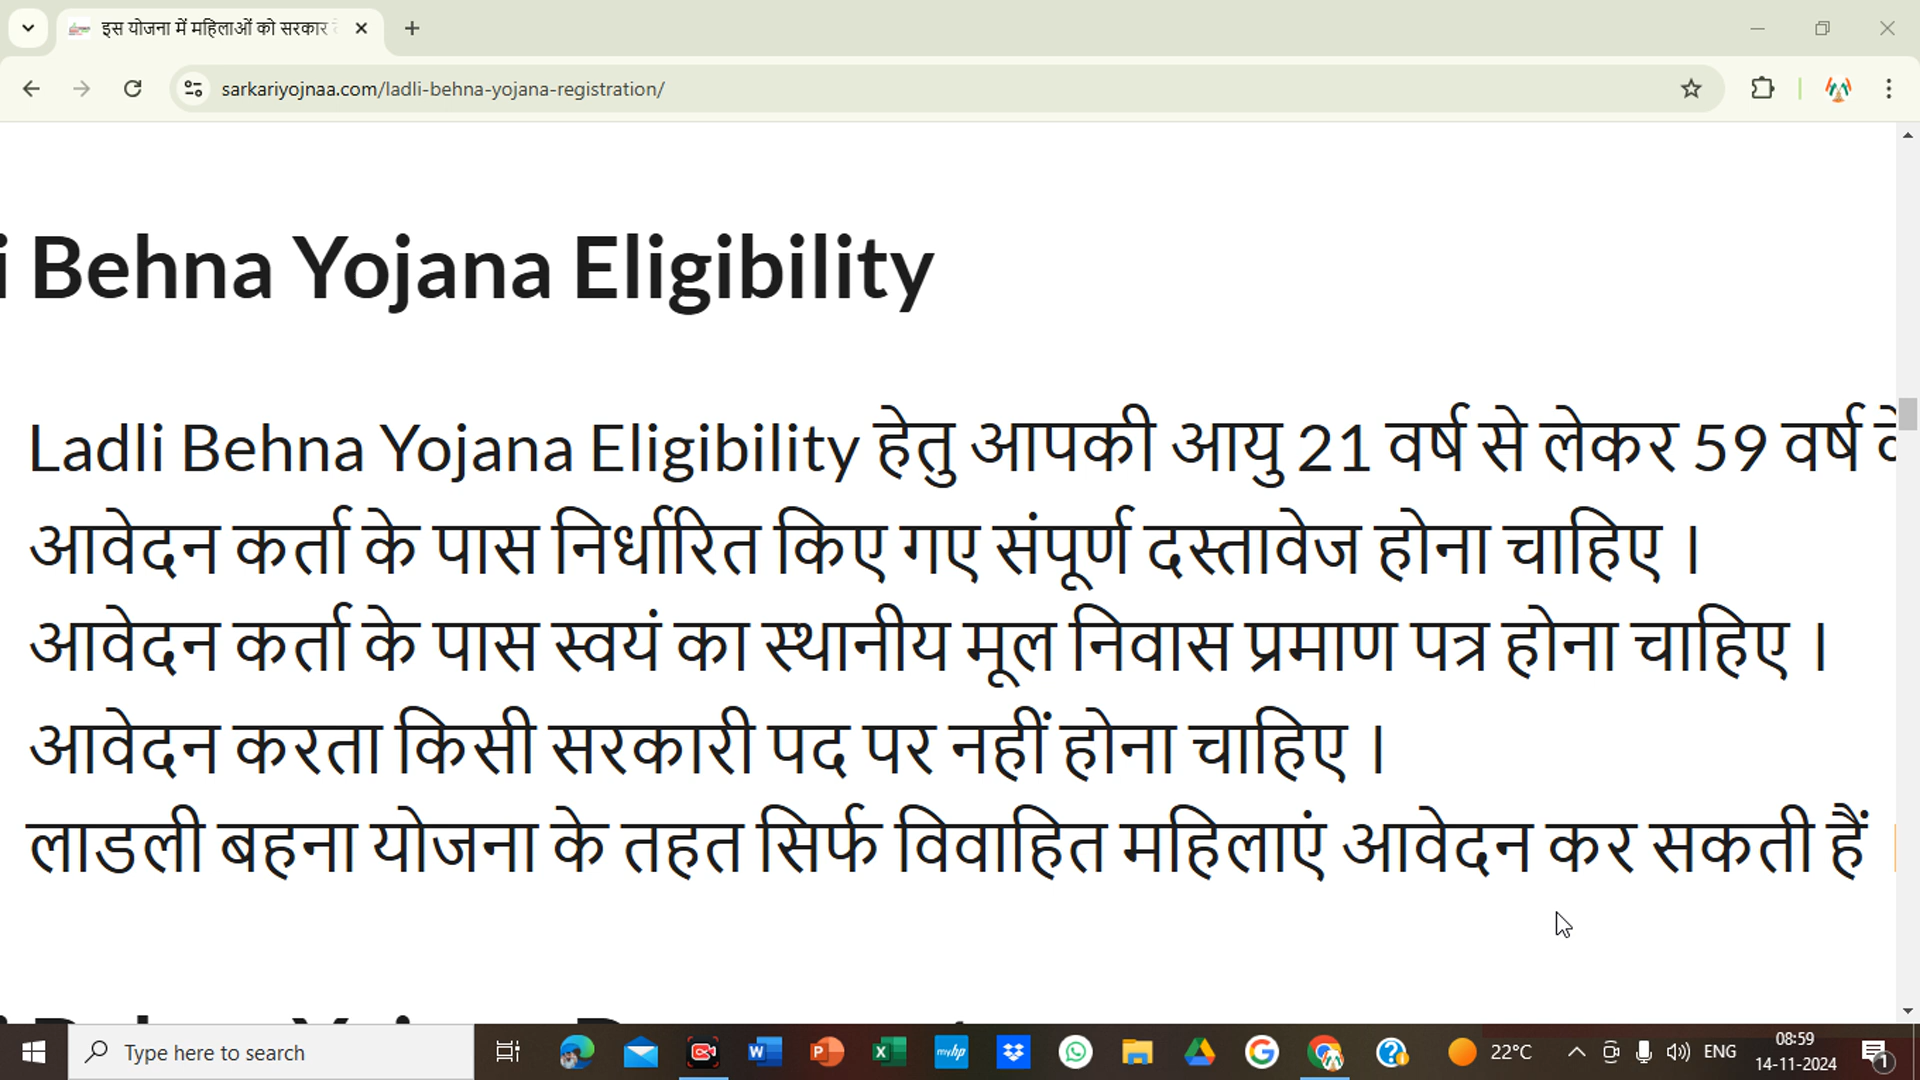 इस योजना में महिलाओं को सरकार
sarkariyojnaa.com/ladli-behna-yojana-registration/
i Behna Yojana Eligibility
Ladli Behna Yojana Eligibility हेतु आपकी आयु 21 वर्ष से लेकर 59 वर्ष
आवेदन कर्ता के पास निर्धारित किए गए संपूर्ण दस्तावेज होना चाहिए ।
आवेदन कर्ता के पास स्वयं का स्थानीय मूल निवास प्रमाण पत्र होना चाहिए ।
आवेदन करता किसी सरकारी पद पर नहीं होना चाहिए ।
लाडली बहना योजना के तहत सिर्फ विवाहित महिलाएं आवेदन कर सकती हैं ।
Type here to search
myhp
22°C
ENG
08:59
14-11-2024
1